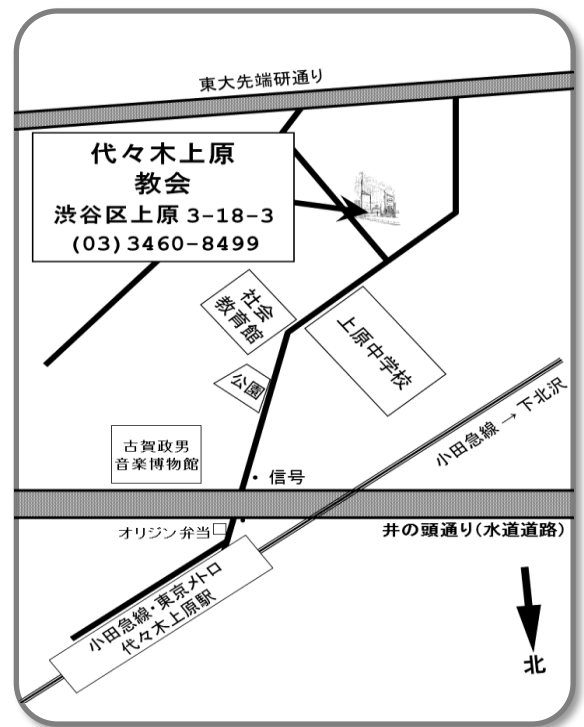 東大先端研通り
代々木上原
教会
渋谷区上原 3-18-3
(03)3460-8499
社会
教育館
上原中学校
公園
小田急線 → 下北沢
古賀政男
音楽博物館
・信号
オリジン弁当
井の頭通り(水道道路)
小田急線・東京メトロ
代々木上原駅
北